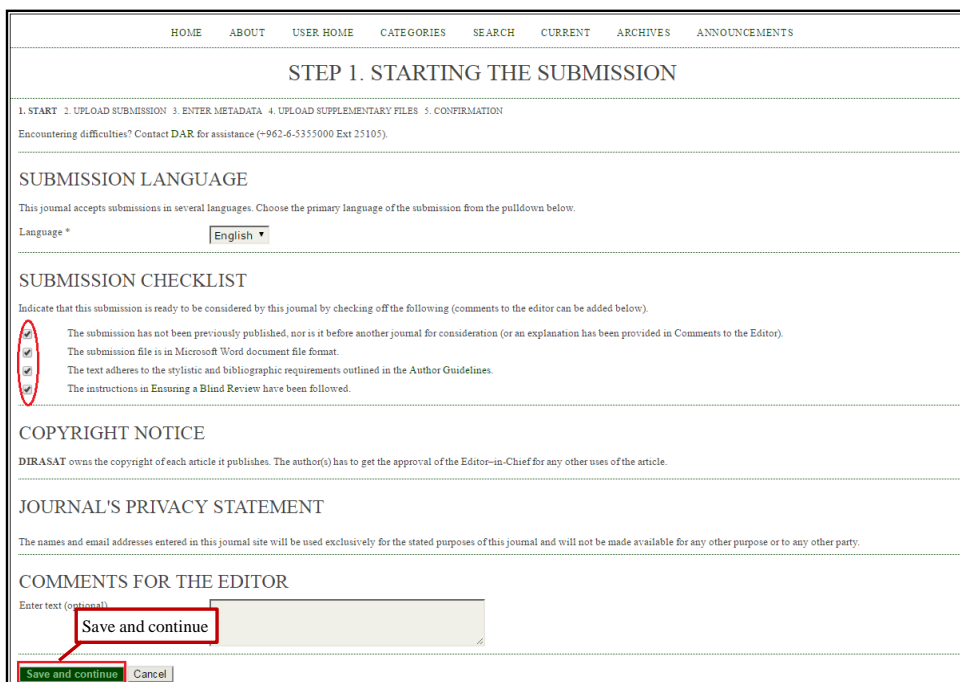 HOME ABOUT USER HOME CATEGORIES SEARCH CURRENT ARCHIVES ANNOUNCEMENTS
STEP 1. STARTING THE SUBMISSION
1. START 2. UPLOAD SUBMISSION 3. ENTER METADATA 4. UPLOAD SUPPLEMENTARY FILES 5. CONFIRMATION
Encountering difficulties? Contact DAR for assistance (+962-6-5355000 Ext 25105).
SUBMISSION LANGUAGE
This journal accepts submissions in several languages. Choose the primary language of the submission from the pulldown below.
Language * English
SUBMISSION CHECKLIST
Indicate that this submission is ready to be considered by this journal by checking off the following (comments to the editor can be added below).
The submission has not been previously published, nor is it before another journal for consideration (or an explanation has been provided in Comments to the Editor).
The submission file is in Microsoft Word document file format.
The text adheres to the stylistic and bibliographic requirements outlined in the Author Guidelines.
The instructions in Ensuring a Blind Review have been followed.
COPYRIGHT NOTICE
DIRASAT owns the copyright of each article it publishes. The author(s) has to get the approval of the Editor–in-Chief for any other uses of the article.
JOURNAL'S PRIVACY STATEMENT
The names and email addresses entered in this journal site will be used exclusively for the stated purposes of this journal and will not be made available for any other purpose or to any other party.
COMMENTS FOR THE EDITOR
Enter text (optional)
Save and continue
Save and continue Cancel